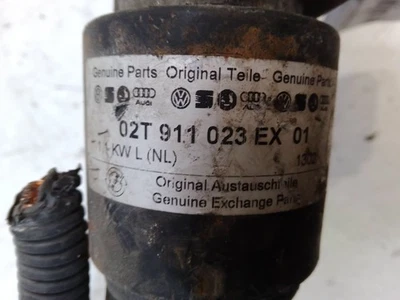 Genuine Parts Original Teile Genuine Parts
AUDI AUDI
02T 911 023 EX 01
KW L (NL)
Original Austauschteile
Genuine Exchange Parts